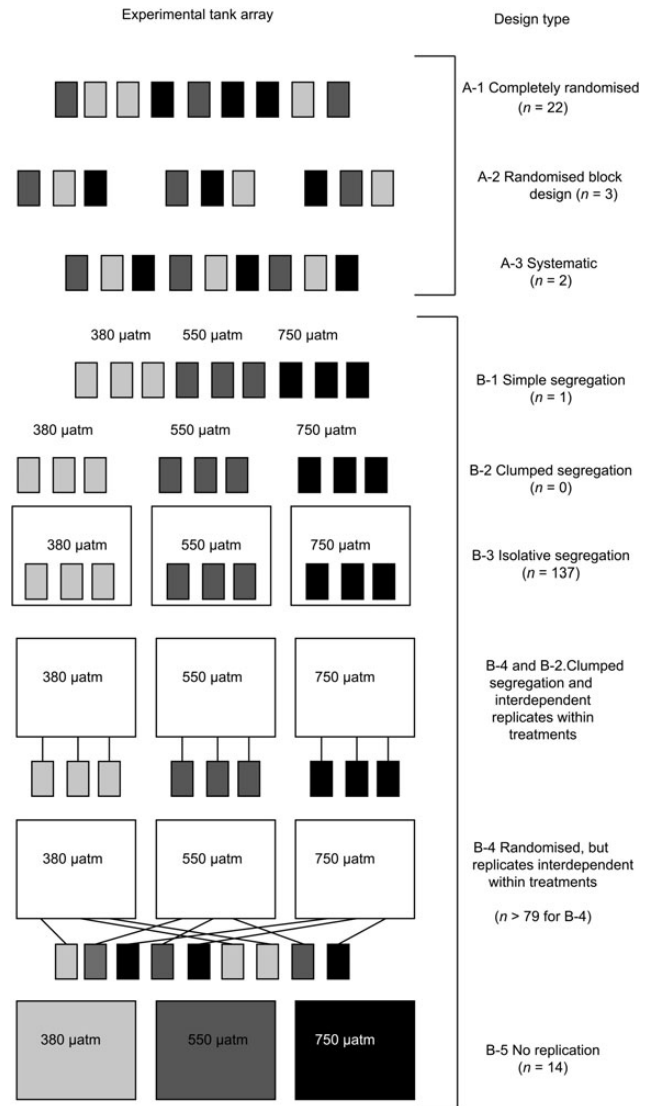 Experimental tank array
Design type
A-1 Completely randomised
(n = 22)
A-2 Randomised block
design (n = 3)
A-3 Systematic
(n = 2)
380 µatm 550 µatm 750 µatm
B-1 Simple segregation
(n = 1)
380 µatm 550 µatm 750 µatm
B-2 Clumped segregation
(n = 0)
380 µatm 550 µatm 750 µatm
B-3 Isolative segregation
(n = 137)
380 µatm 550 µatm 750 µatm
B-4 and B-2.Clumped
segregation and
interdependent
replicates within
treatments
380 µatm 550 µatm 750 µatm
B-4 Randomised, but
replicates interdependent
within treatments
(n > 79 for B-4)
380 µatm 550 µatm 750 µatm
B-5 No replication
(n = 14)